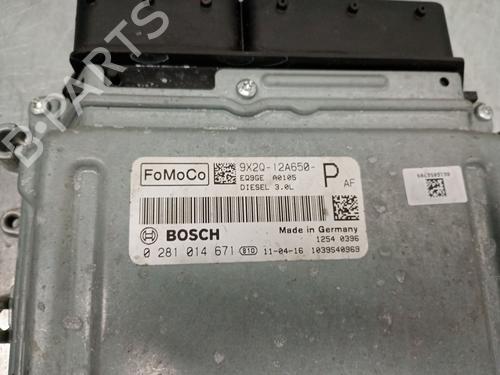 FoMoCo
9X2Q-12A650-
EQ9GE A0105
DIESEL 3.0L
P
AF
BOSCH
Made in Germany
1254 0396
0 281 014 671 810 11-04-16 1039S40969
B-PARTS